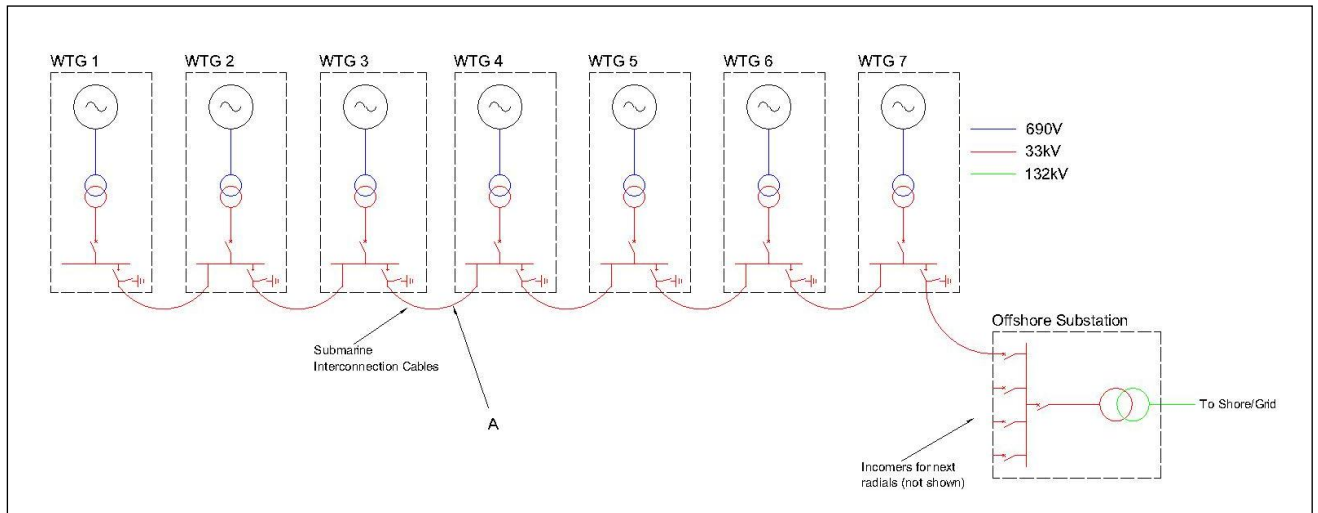 WTG 1
WTG 2
WTG 3
WTG 4
WTG 5
WTG 6
WTG 7
690V
33kV
132kV
Submarine
Interconnection Cables
A
Offshore Substation
To Shore/Grid
Incomers for next
radials (not shown)